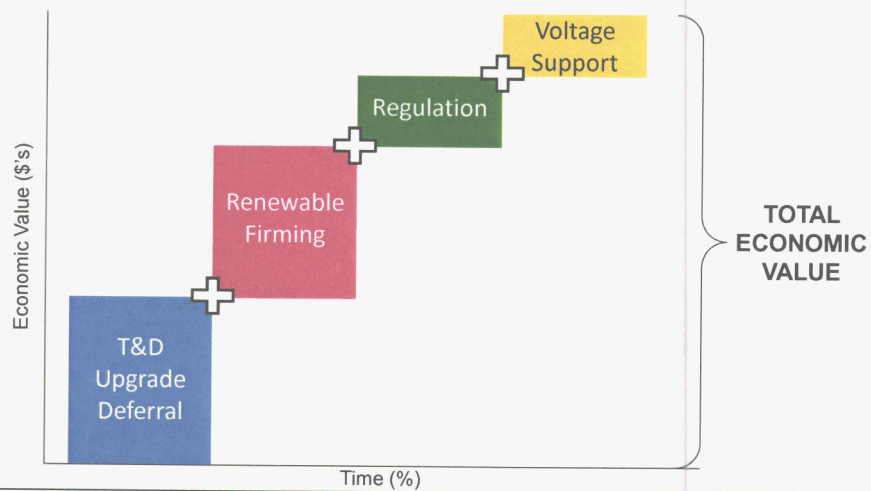 Voltage
Support
Regulation
Renewable
Firming
T&D
Upgrade
Deferral
Economic Value ($'s)
Time (%)
TOTAL
ECONOMIC
VALUE